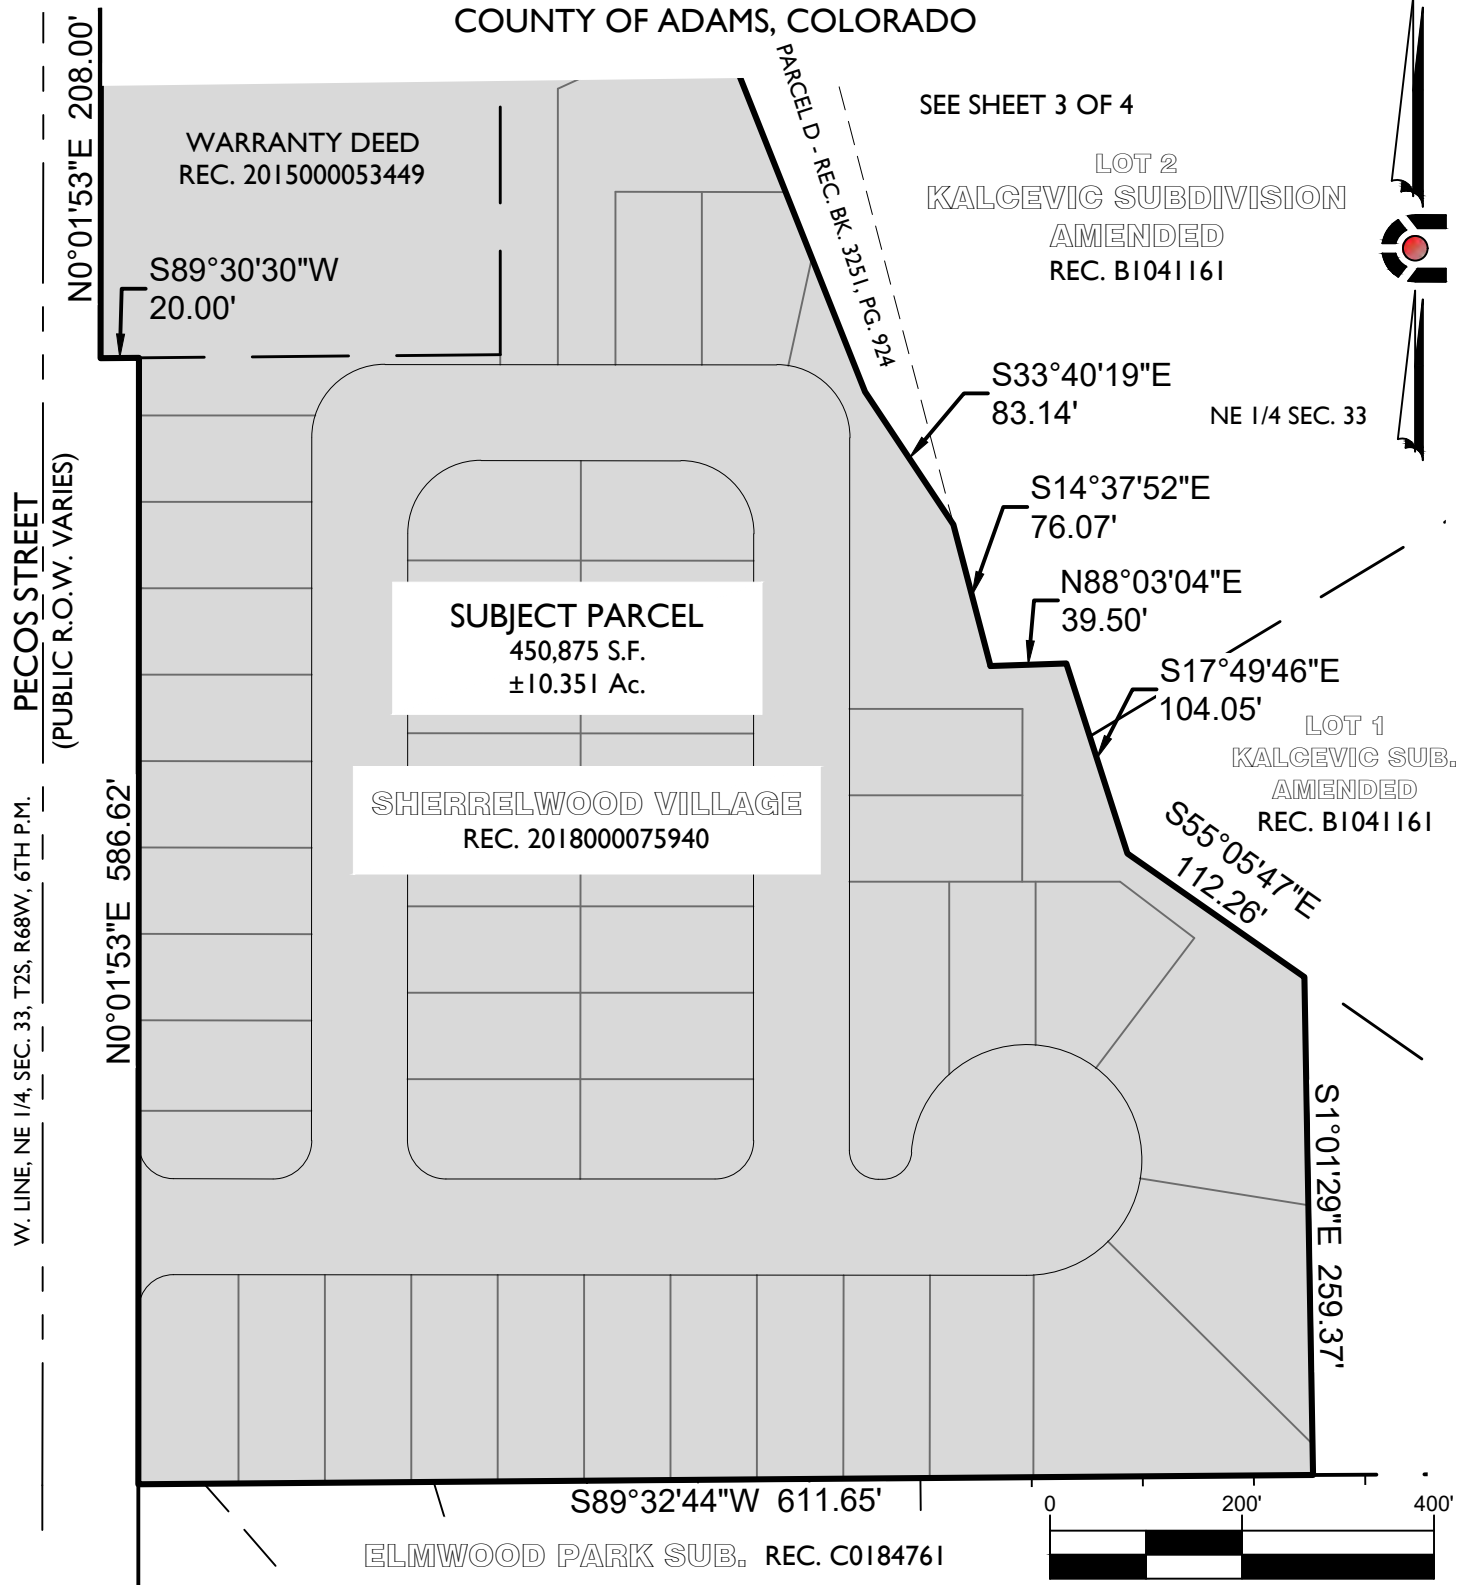 COUNTY OF ADAMS, COLORADO
N0°01'53"E 208.00'
WARRANTY DEED
REC. 2015000053449
S89°30'30"W
20.00'
PARCEL D - REC. BK. 3251, PG. 924
SEE SHEET 3 OF 4
LOT 2
KALCEVIC SUBDIVISION
AMENDED
REC. B1041161
S33°40'19"E
83.14'
NE 1/4 SEC. 33
S14°37'52"E
76.07'
N88°03'04"E
39.50'
S17°49'46"E
104.05'
LOT 1
KALCEVIC SUB.
AMENDED
REC. B1041161
S55°05'47"E
112.26'
PECOS STREET
(PUBLIC R.O.W. VARIES)
W. LINE, NE 1/4, SEC. 33, T2S, R68W, 6TH P.M.
N0°01'53"E 586.62'
SUBJECT PARCEL
450,875 S.F.
±10.351 Ac.
SHERRELWOOD VILLAGE
REC. 2018000075940
S1°01'29"E 259.37'
S89°32'44"W 611.65'
ELMWOOD PARK SUB. REC. C0184761
0 200' 400'